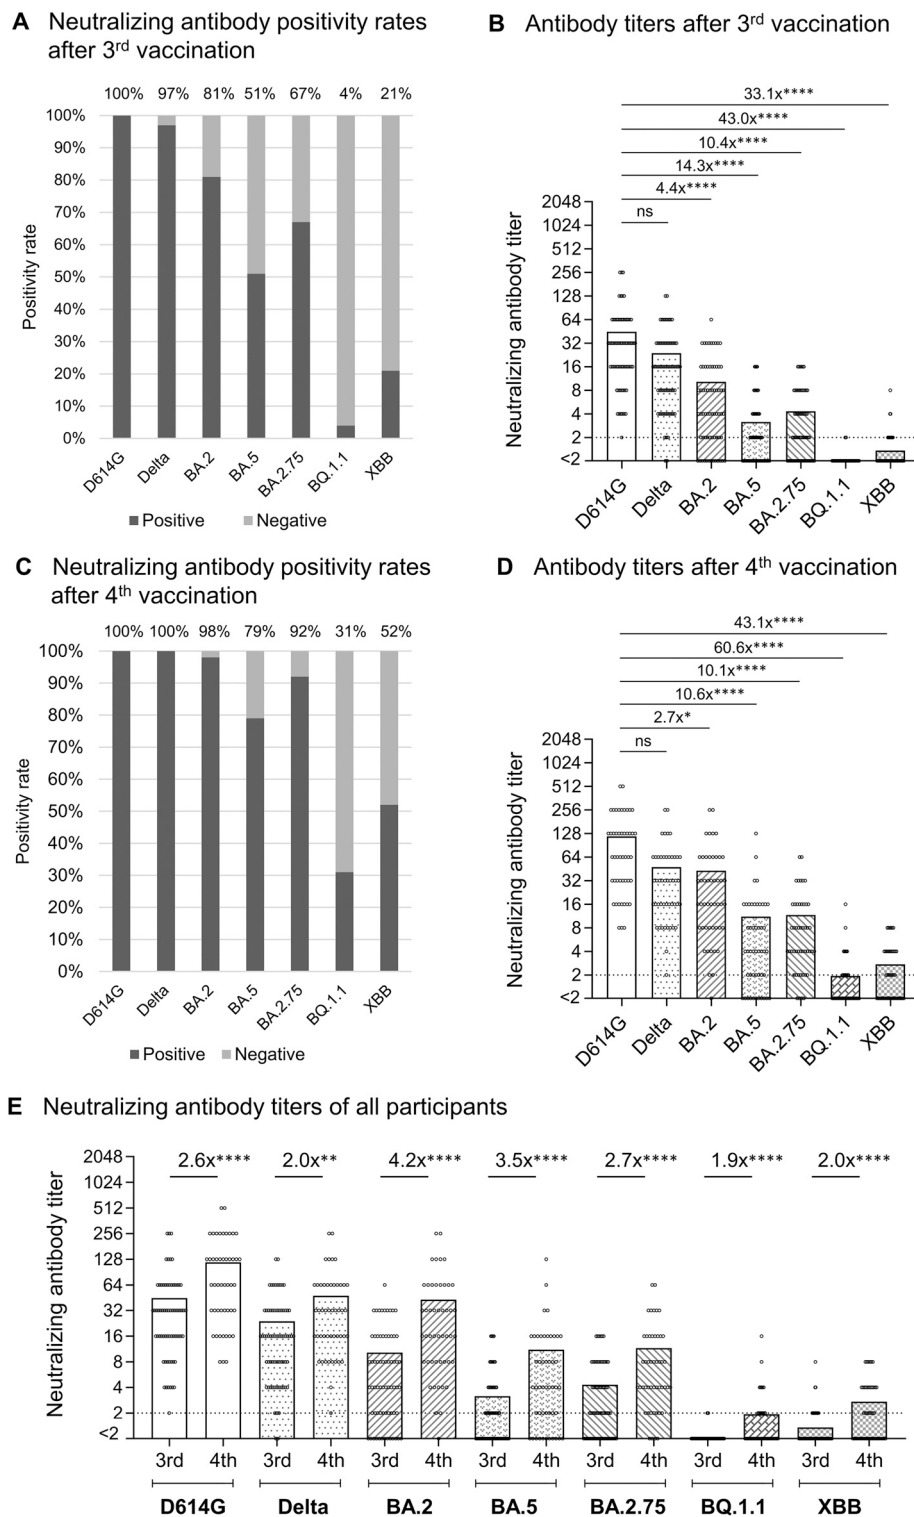 A Neutralizing antibody positivity rates
after 3rd vaccination
100% 97% 81% 51% 67% 4% 21%
100%
90%
80%
70%
60%
50%
40%
30%
20%
10%
0%
Positivity rate
D614G Delta BA.2 BA.5 BA.2.75 BQ.1.1 XBB
Positive Negative
B Antibody titers after 3rd vaccination
33.1x****
43.0x****
10.4x****
14.3x****
4.4x****
ns
2048
1024
512
256
128
64
32
16
8
4
2
<2
Neutralizing antibody titer
D614G Delta BA.2 BA.5 BA.2.75 BQ.1.1 XBB
C Neutralizing antibody positivity rates
after 4th vaccination
100% 100% 98% 79% 92% 31% 52%
100%
90%
80%
70%
60%
50%
40%
30%
20%
10%
0%
Positivity rate
D614G Delta BA.2 BA.5 BA.2.75 BQ.1.1 XBB
Positive Negative
D Antibody titers after 4th vaccination
43.1x****
60.6x****
10.1x****
10.6x****
2.7x*
ns
2048
1024
512
256
128
64
32
16
8
4
2
<2
Neutralizing antibody titer
D614G Delta BA.2 BA.5 BA.2.75 BQ.1.1 XBB
E Neutralizing antibody titers of all participants
2.6x**** 2.0x** 4.2x**** 3.5x**** 2.7x**** 1.9x**** 2.0x****
2048
1024
512
256
128
64
32
16
8
4
2
<2
Neutralizing antibody titer
3rd 4th 3rd 4th 3rd 4th 3rd 4th 3rd 4th 3rd 4th 3rd 4th
D614G Delta BA.2 BA.5 BA.2.75 BQ.1.1 XBB